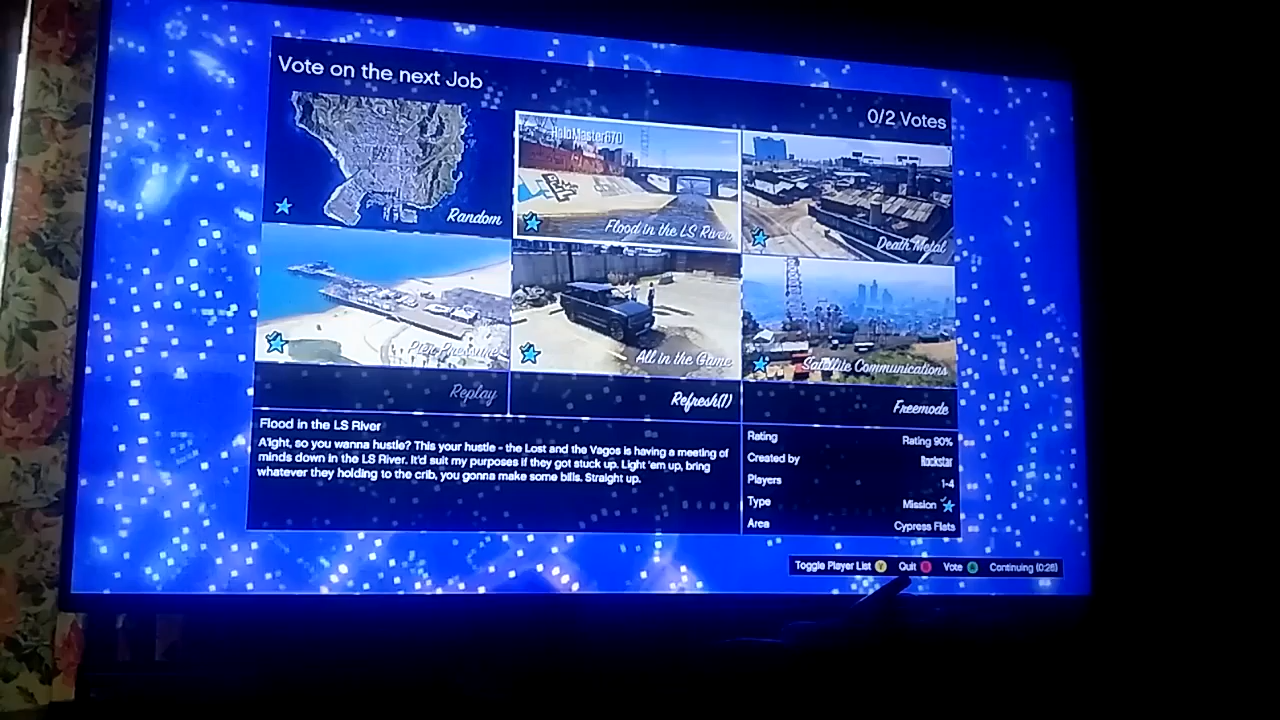 Vote on the next Job
0/2 Votes
Random
HaloMaster670
Flood in the LS River
Death Metal
Pier Pressure
All in the Game
Satellite Communications
Replay
Refresh(1)
Freemode
Flood in the LS River
A'ight, so you wanna hustle? This your hustle - the Lost and the Vagos is having a meeting of
minds down in the LS River. It'd suit my purposes if they got stuck up. Light 'em up, bring
whatever they holding to the crib, you gonna make some bills. Straight up.
Rating Rating 90%
Created by Rockstar
Players 1-4
Type Mission
Area Cypress Flats
Toggle Player List Y Quit B Vote A Continuing (0:26)